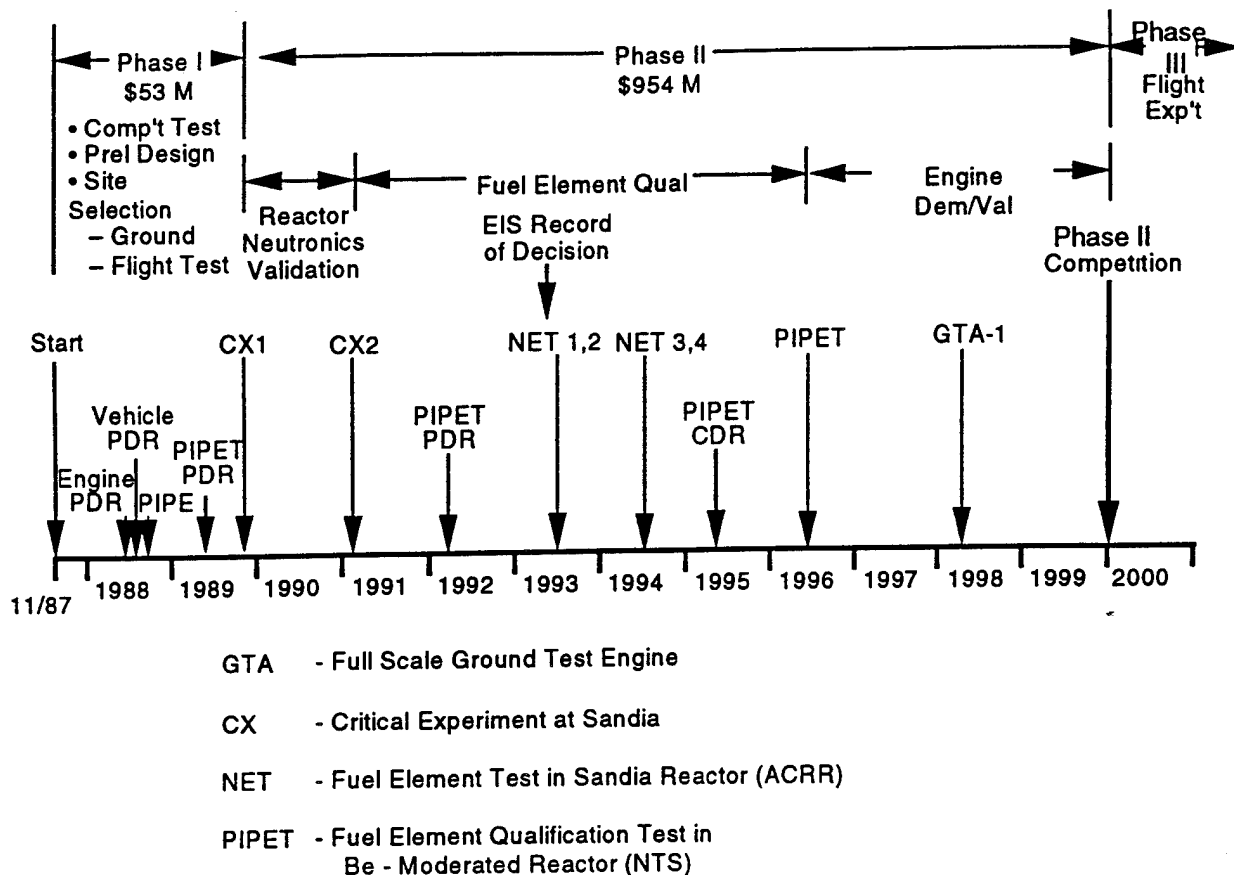 Phase I
$53 M
• Comp't Test
• Prel Design
• Site
Selection
– Ground
– Flight Test
Phase II
$954 M
Phase
III
Flight
Exp't
Reactor
Neutronics
Validation
Fuel Element Qual
EIS Record
of Decision
Engine
Dem/Val
Phase II
Competition
Start
CX1
CX2
NET 1,2
NET 3,4
PIPET
GTA-1
Vehicle
PDR
Engine
PDR
PIPE
PIPET
PDR
PIPET
PDR
PIPET
CDR
11/87
1988
1989
1990
1991
1992
1993
1994
1995
1996
1997
1998
1999
2000
GTA - Full Scale Ground Test Engine
CX - Critical Experiment at Sandia
NET - Fuel Element Test in Sandia Reactor (ACRR)
PIPET - Fuel Element Qualification Test in
Be - Moderated Reactor (NTS)